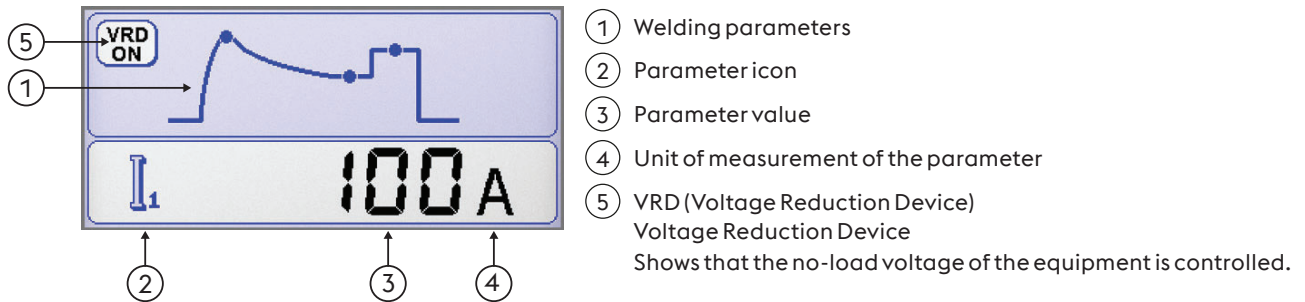 5
VRD
ON
1
I1
100A
2
3
4
1 Welding parameters
2 Parameter icon
3 Parameter value
4 Unit of measurement of the parameter
5 VRD (Voltage Reduction Device)
Voltage Reduction Device
Shows that the no-load voltage of the equipment is controlled.